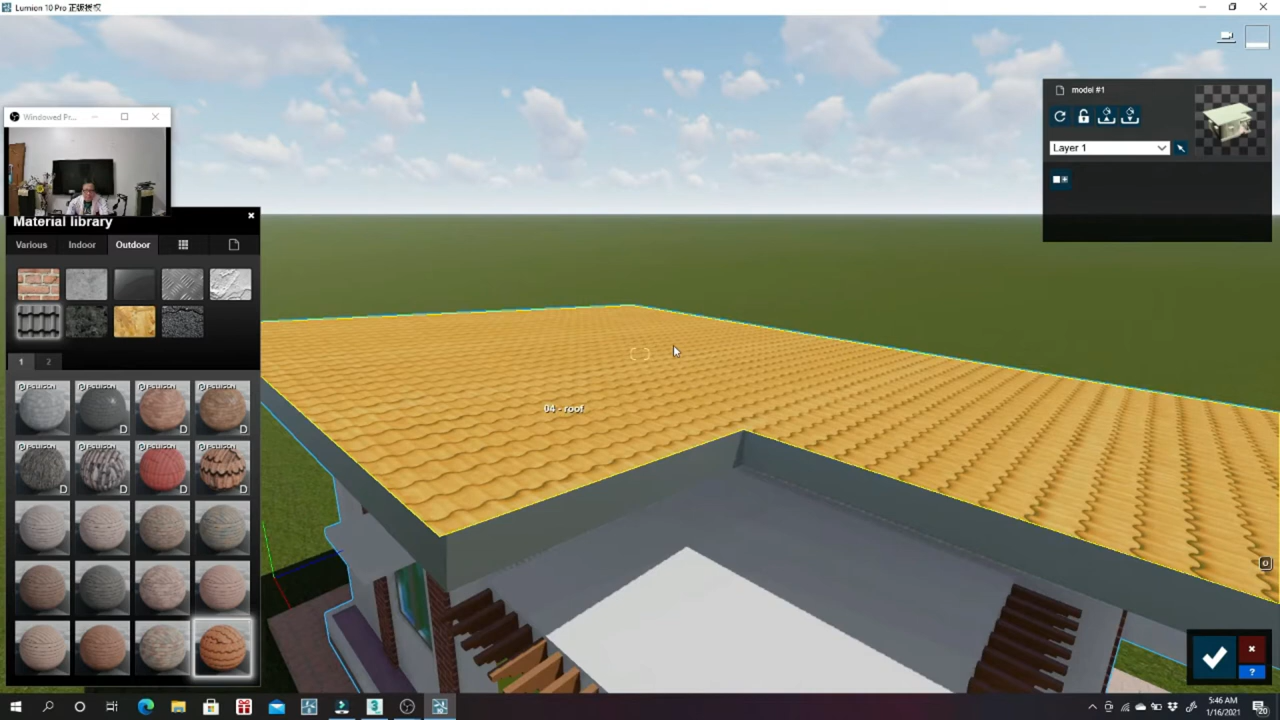 Lumion 10 Pro 正版授权
model #1
Layer 1
Windowed Pr...
Material library
Various
Indoor
Outdoor
1
2
D
D
D
D
D
D
D
04 - roof
?
5:46 AM
1/16/2021
20